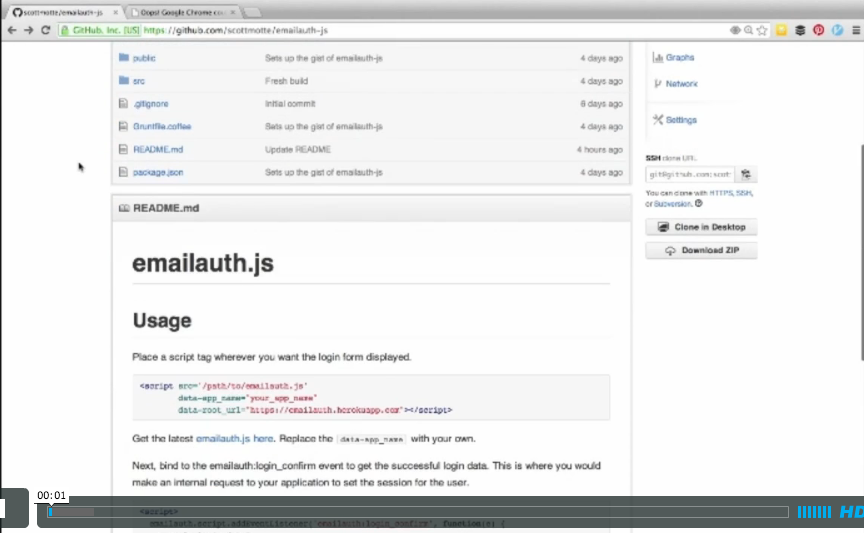 scottmotte/emailauth-js
Oops! Google Chrome cou
GitHub, Inc. [US] https://github.com/scottmotte/emailauth-js
public Sets up the gist of emailauth-js 4 days ago
src Fresh build 4 days ago
.gitignore Initial commit 6 days ago
Gruntfile.coffee Sets up the gist of emailauth-js 4 days ago
README.md Update README 4 hours ago
package.json Sets up the gist of emailauth-js 4 days ago
Graphs
Network
Settings
SSH clone URL
git@github.com:scot
You can clone with HTTPS, SSH,
or Subversion.
Clone in Desktop
Download ZIP
README.md
emailauth.js
Usage
Place a script tag wherever you want the login form displayed.
<script src='/path/to/emailauth.js'
data-app_name="your_app_name"
data-root_url="https://emailauth.herokuapp.com"></script>
Get the latest emailauth.js here. Replace the data-app_name with your own.
Next, bind to the emailauth:login_confirm event to get the successful login data. This is where you would
make an internal request to your application to set the session for the user.
<script>
emailauth.script.addEventListener('emailauth:login_confirm', function(e) {
00:01
HD